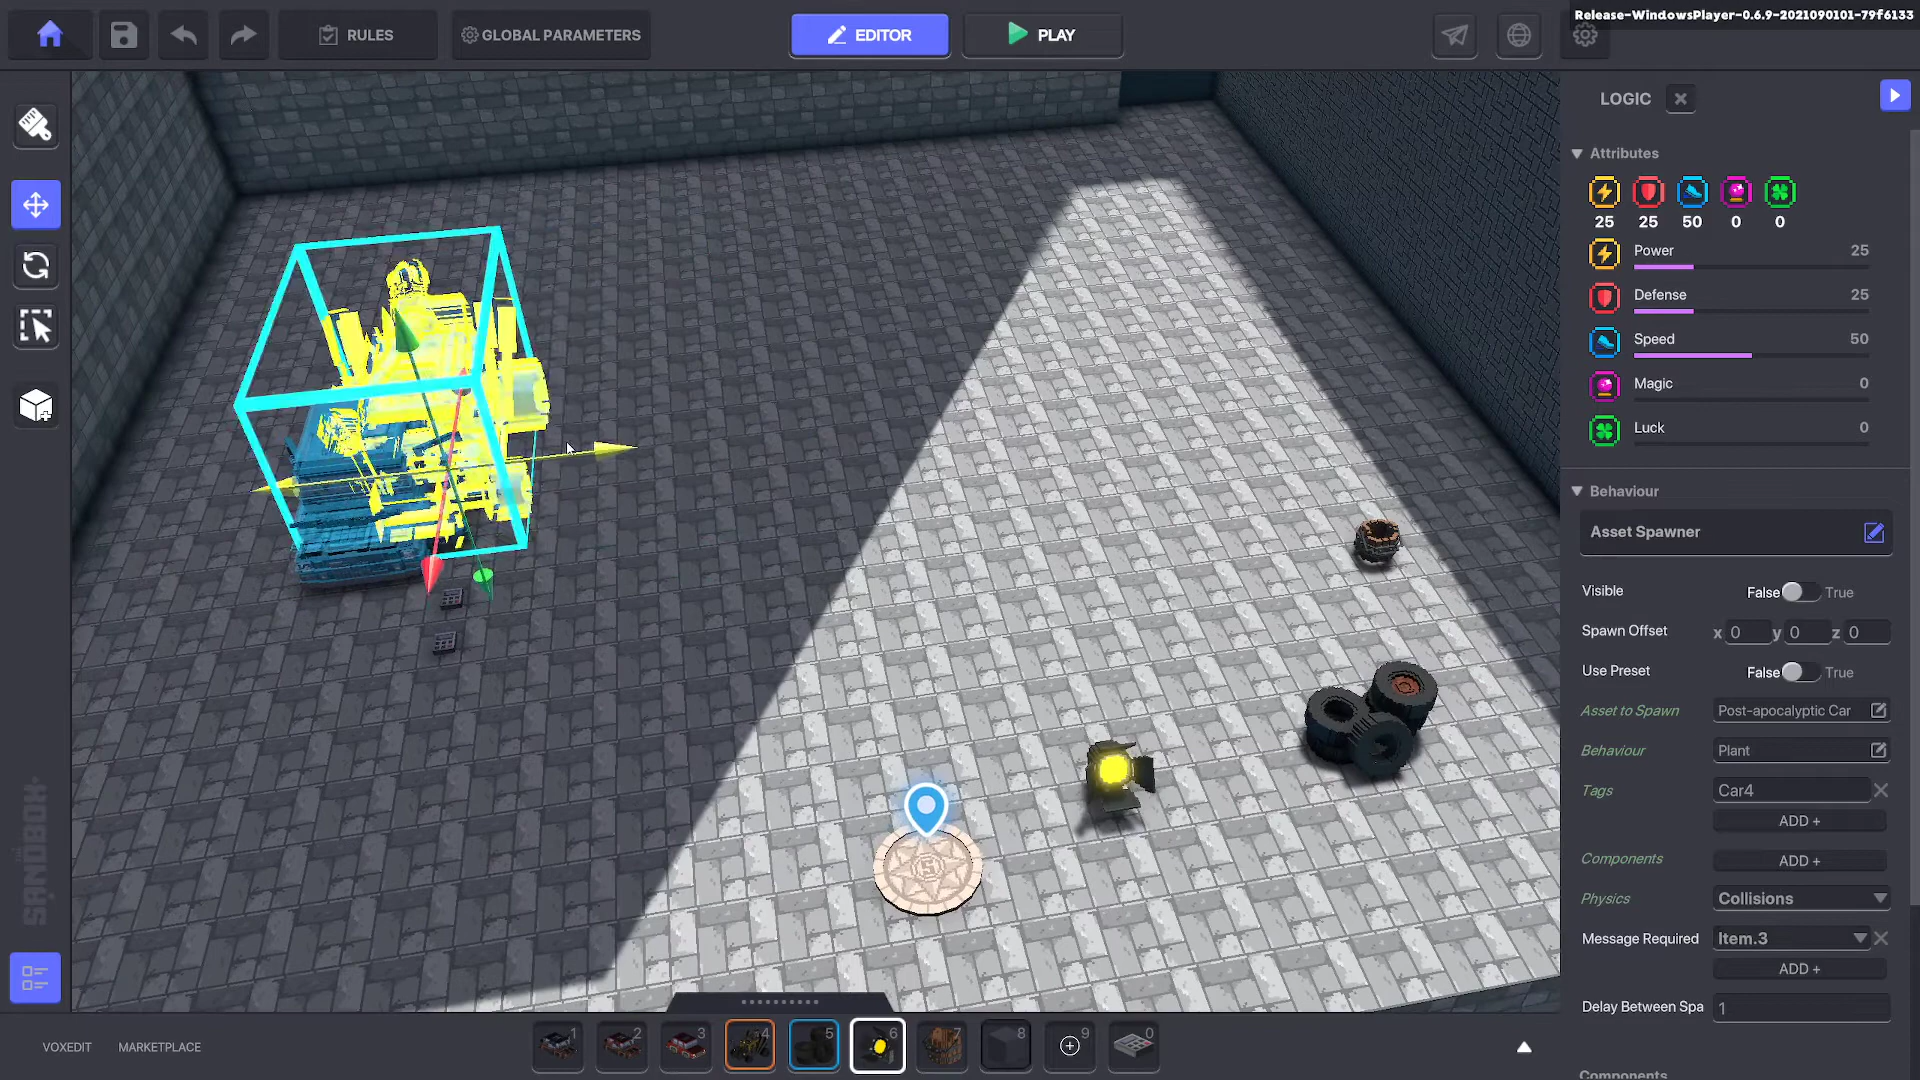 Release-WindowsPlayer-0.6.9-2021090101-79f6133
RULES
GLOBAL PARAMETERS
EDITOR
PLAY
LOGIC
Attributes
25 25 50 0 0
Power 25
Defense 25
Speed 50
Magic 0
Luck 0
Behaviour
Asset Spawner
Visible False True
Spawn Offset x 0 y 0 z 0
Use Preset False True
Asset to Spawn Post-apocalyptic Car
Behaviour Plant
Tags Car4
ADD +
Components ADD +
Physics Collisions
Message Required Item.3
ADD +
Delay Between Spa 1
Components
THE SANDBOX
VOXEDIT MARKETPLACE
1 2 3 4 5 6 7 8 9 0